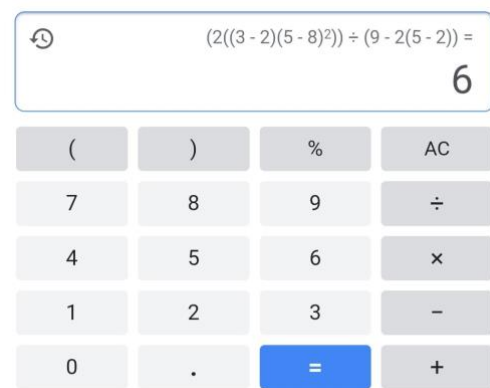 (2((3 - 2)(5 - 8)²)) ÷ (9 - 2(5 - 2)) =
6
( ) % AC
7 8 9 ÷
4 5 6 ×
1 2 3 −
0 . = +